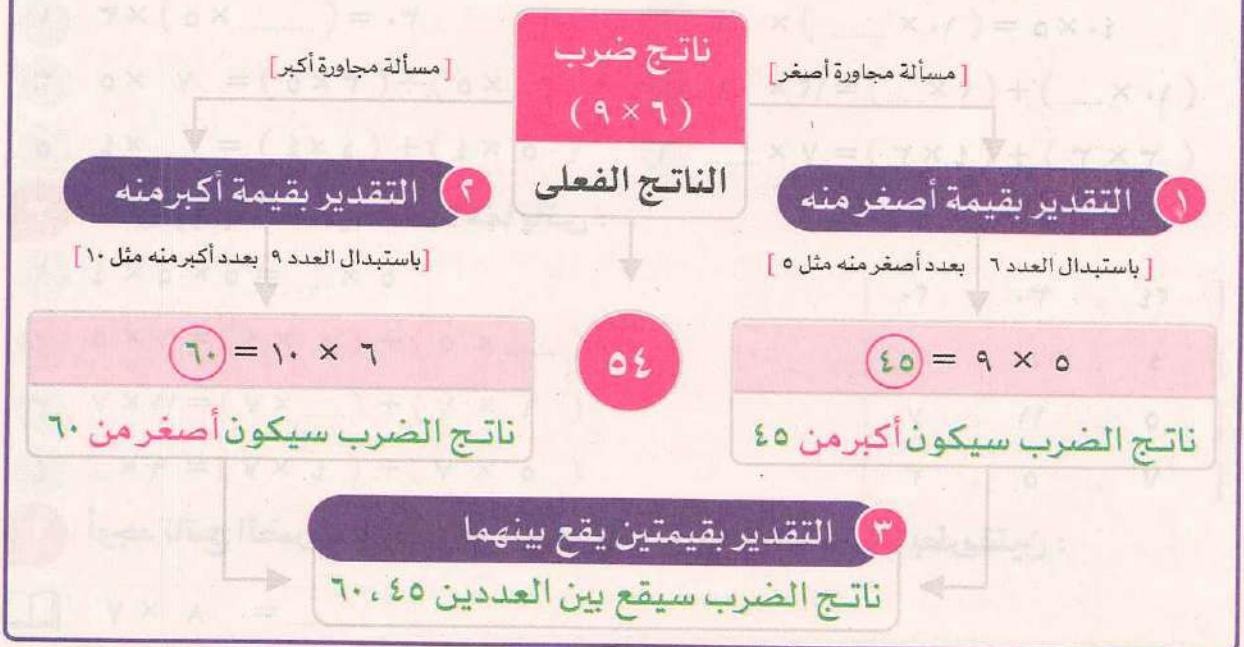 ناتج ضرب
( ٦ × ٩ )
الناتج الفعلى
[ مسألة مجاورة أصغر ]
[ مسألة مجاورة أكبر ]
١ التقدير بقيمة أصغر منه
٢ التقدير بقيمة أكبر منه
[ باستبدال العدد ٦ بعدد أصغر منه مثل ٥ ]
[ باستبدال العدد ٩ بعدد أكبر منه مثل ١٠ ]
٥ × ٩ = ٤٥
ناتج الضرب سيكون أكبر من ٤٥
٥٤
٦ × ١٠ = ٦٠
ناتج الضرب سيكون أصغر من ٦٠
٣ التقدير بقيمتين يقع بينهما
ناتج الضرب سيقع بين العددين ٤٥ ، ٦٠